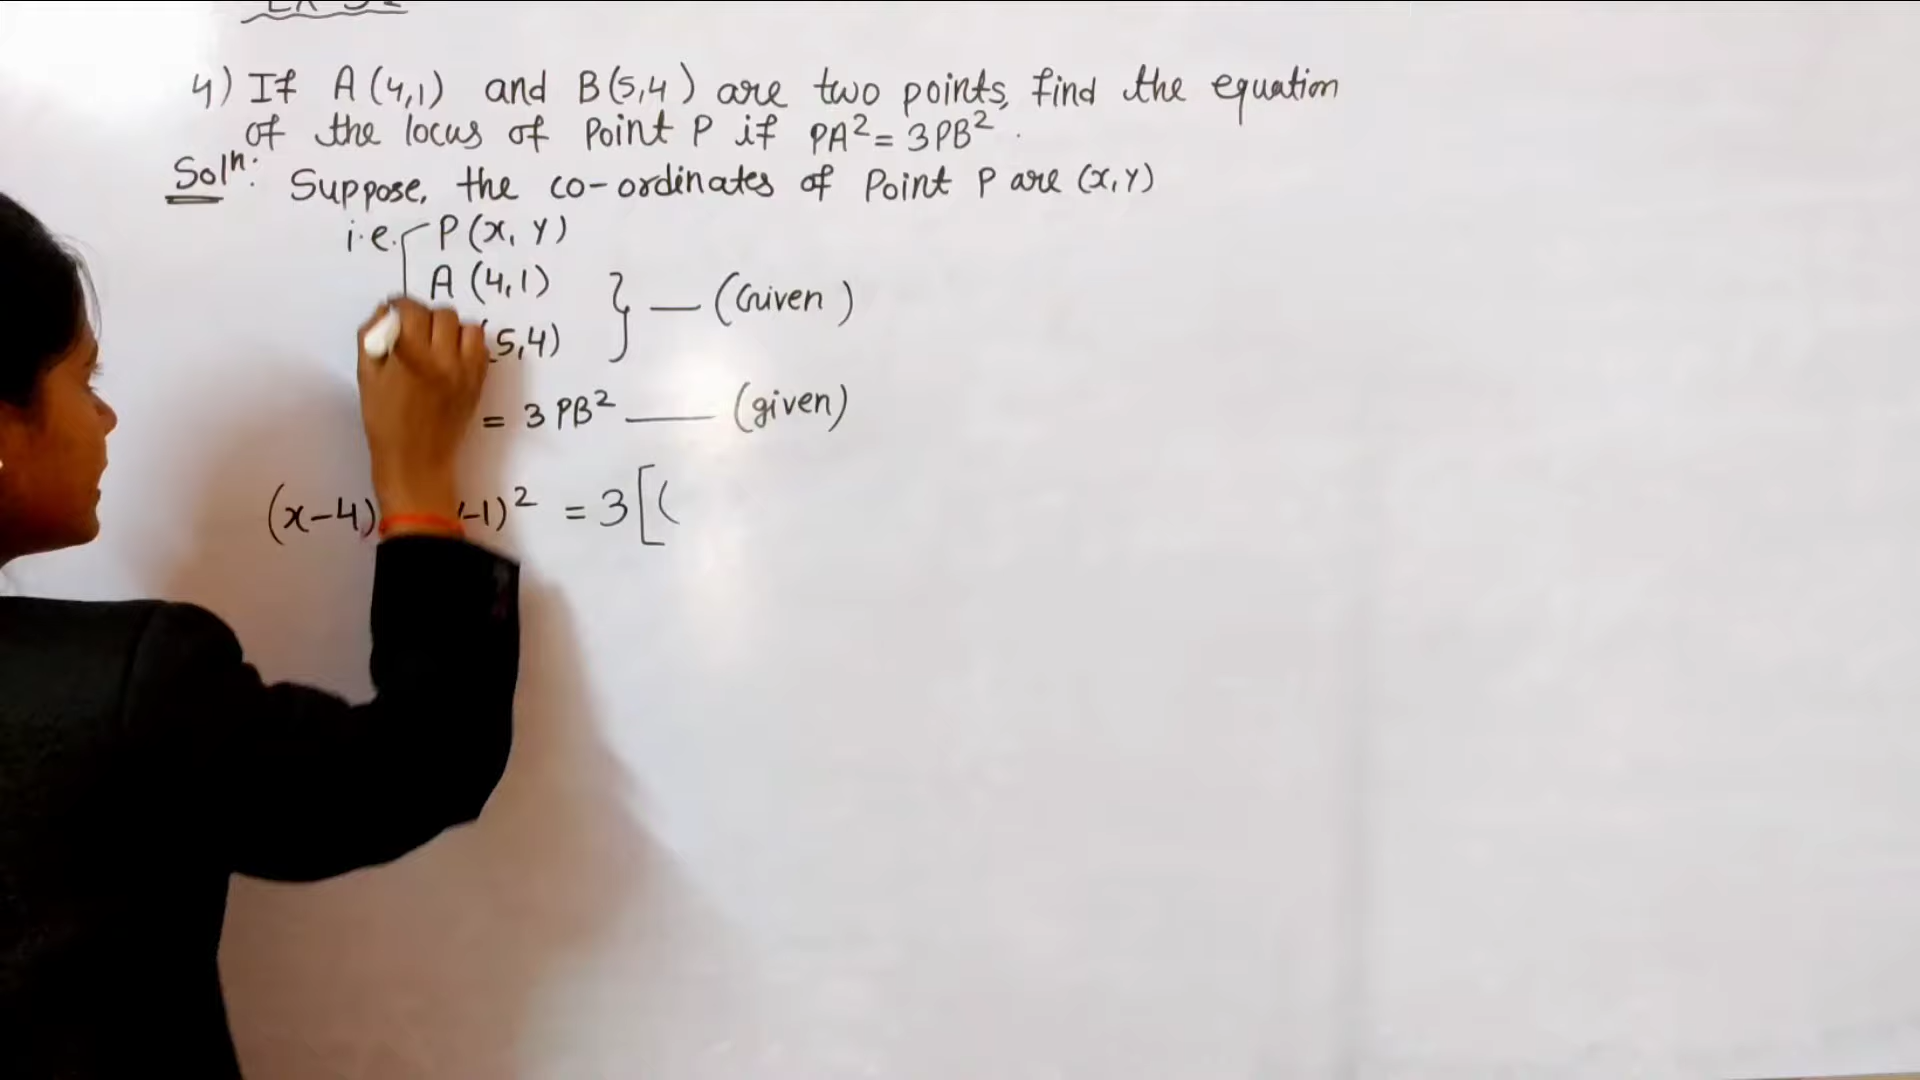 4) If A(4,1) and B(5,4) are two points, find the equation
of the locus of Point P if PA²= 3PB².
Solⁿ: Suppose, the co-ordinates of Point P are (x,y)
i.e. P(x, y)
A (4,1)
(5,4) } — (Given)
= 3 PB² — (given)
(x-4) -1)² = 3[(